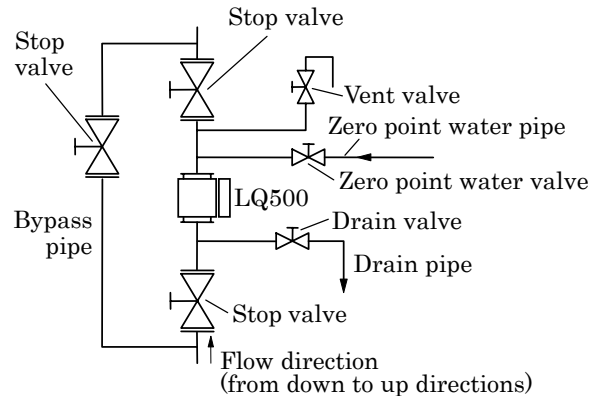 Stop valve
Stop
valve
Vent valve
Zero point water pipe
Zero point water valve
LQ500
Drain valve
Bypass
pipe
Drain pipe
Stop valve
Flow direction
(from down to up directions)